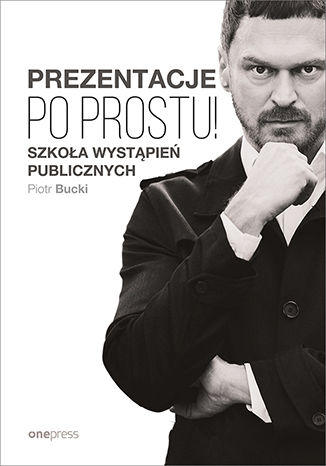 PREZENTACJE
PO PROSTU!
SZKOŁA WYSTĄPIEŃ
PUBLICZNYCH
Piotr Bucki
onepress